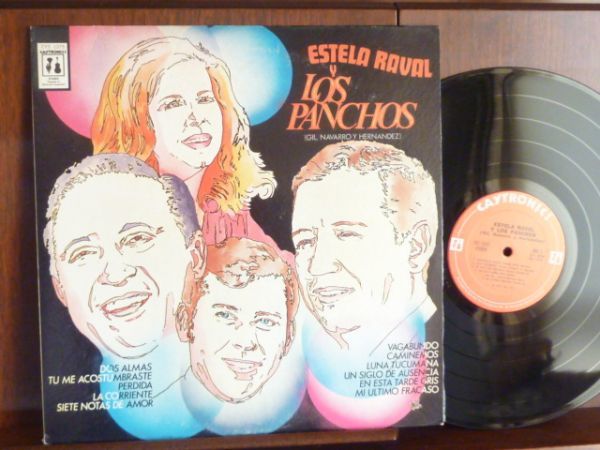 CAYTRONICS
ESTELA RAVAL
Y
LOS
PANCHOS
(GIL, NAVARRO Y HERNANDEZ)
DOS ALMAS
TU ME ACOSTUMBRASTE
PERDIDA
LA CORRIENTE
SIETE NOTAS DE AMOR
VAGABUNDO
CAMINEMOS
LUNA TUCUMANA
UN SIGLO DE AUSENCIA
EN ESTA TARDE GRIS
MI ULTIMO FRACASO
CAYTRONICS
ESTELA RAVAL
Y LOS PANCHOS